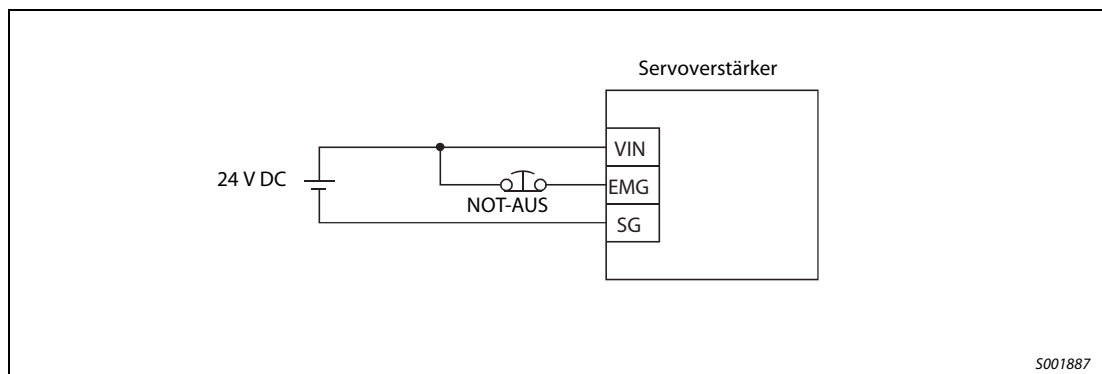 Servoverstärker
VIN
24 V DC
EMG
NOT-AUS
SG
S001887